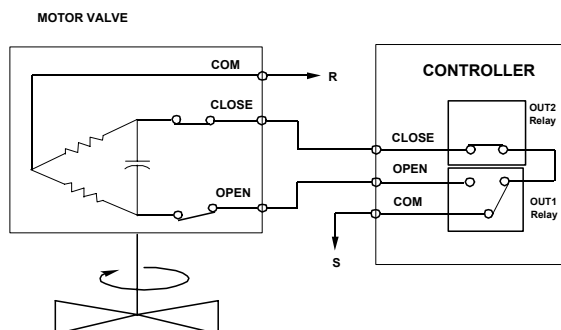 MOTOR VALVE
COM
R
CLOSE
OPEN
CONTROLLER
OUT2
Relay
CLOSE
OPEN
COM
OUT1
Relay
S